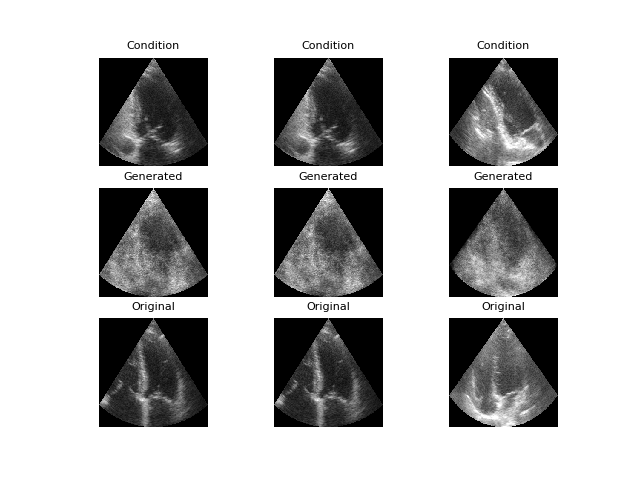 Condition Condition Condition
Generated Generated Generated
Original Original Original